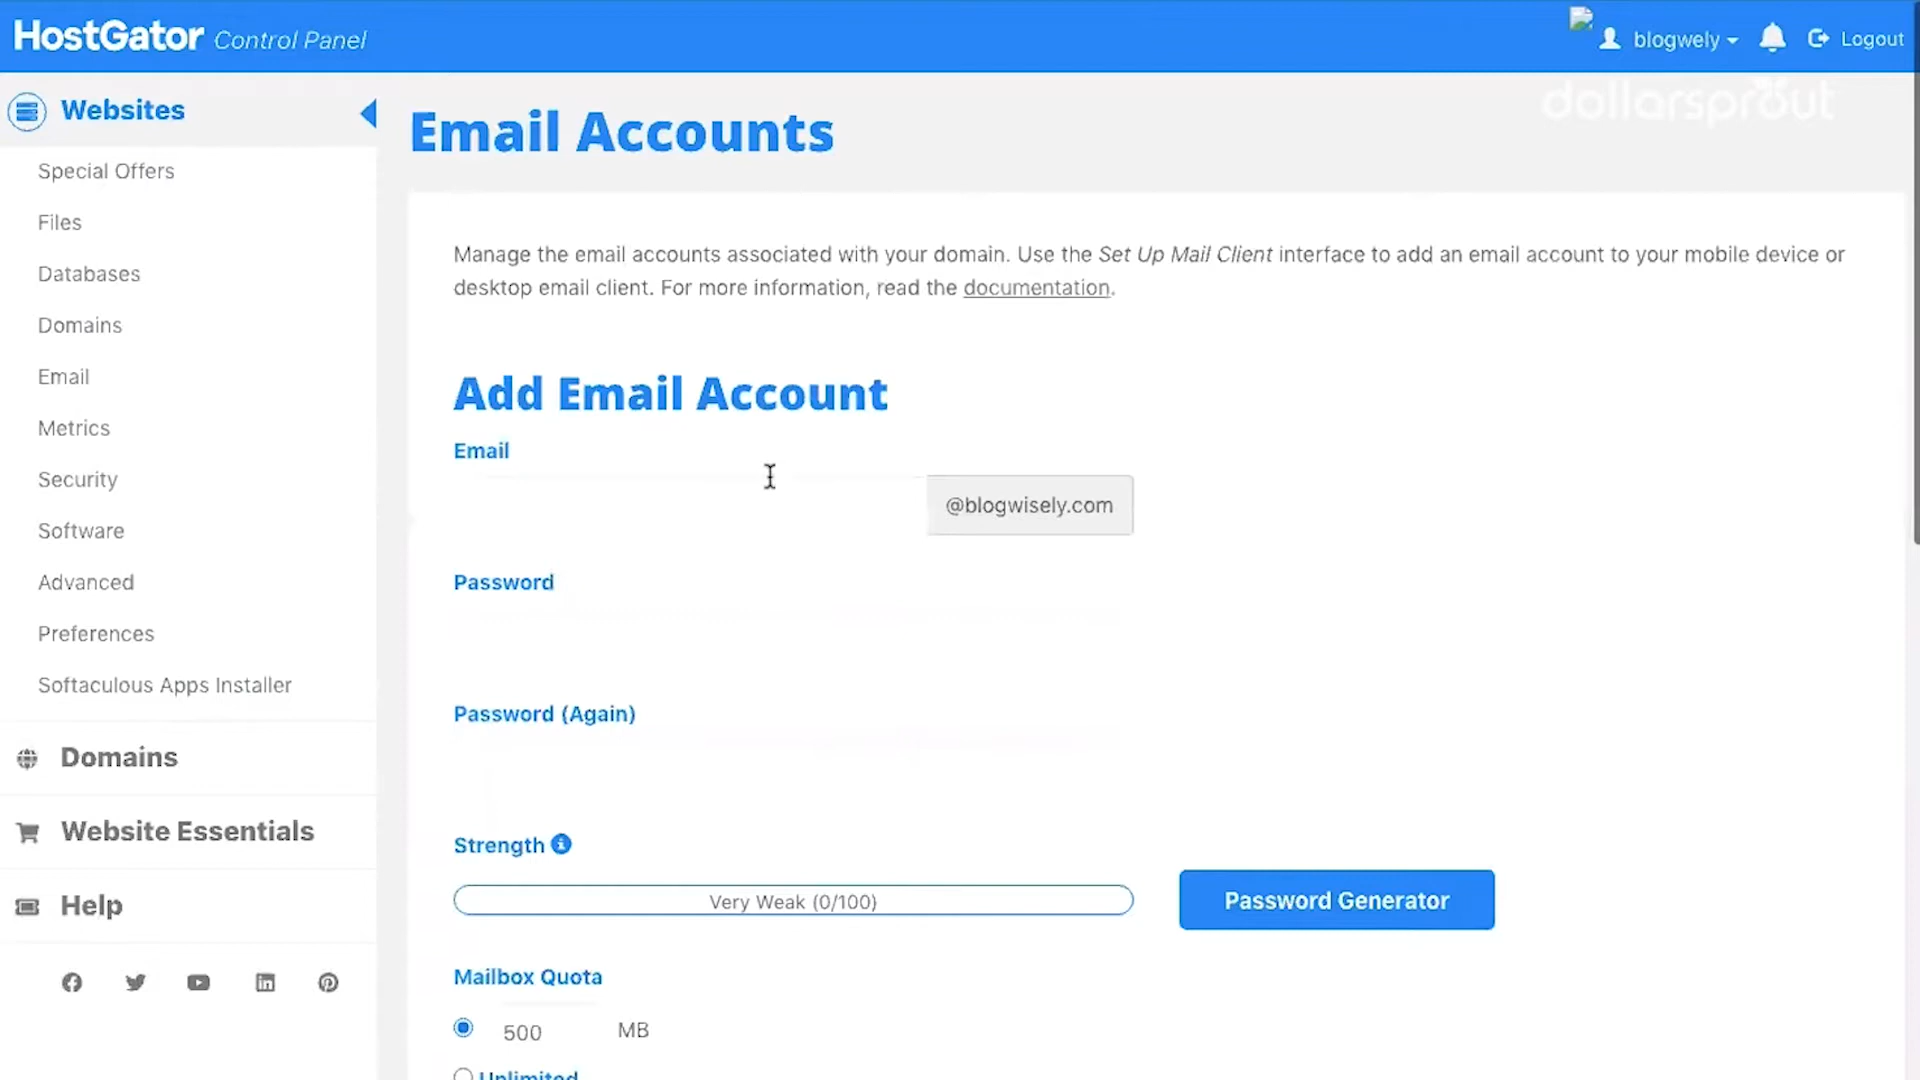 HostGator Control Panel
blogwely
Logout
dollarsprout
Websites
Special Offers
Files
Databases
Domains
Email
Metrics
Security
Software
Advanced
Preferences
Softaculous Apps Installer
Domains
Website Essentials
Help
Email Accounts
Manage the email accounts associated with your domain. Use the Set Up Mail Client interface to add an email account to your mobile device or
desktop email client. For more information, read the documentation.
Add Email Account
Email
@blogwisely.com
Password
Password (Again)
Strength
Very Weak (0/100)
Password Generator
Mailbox Quota
500 MB
Unlimited